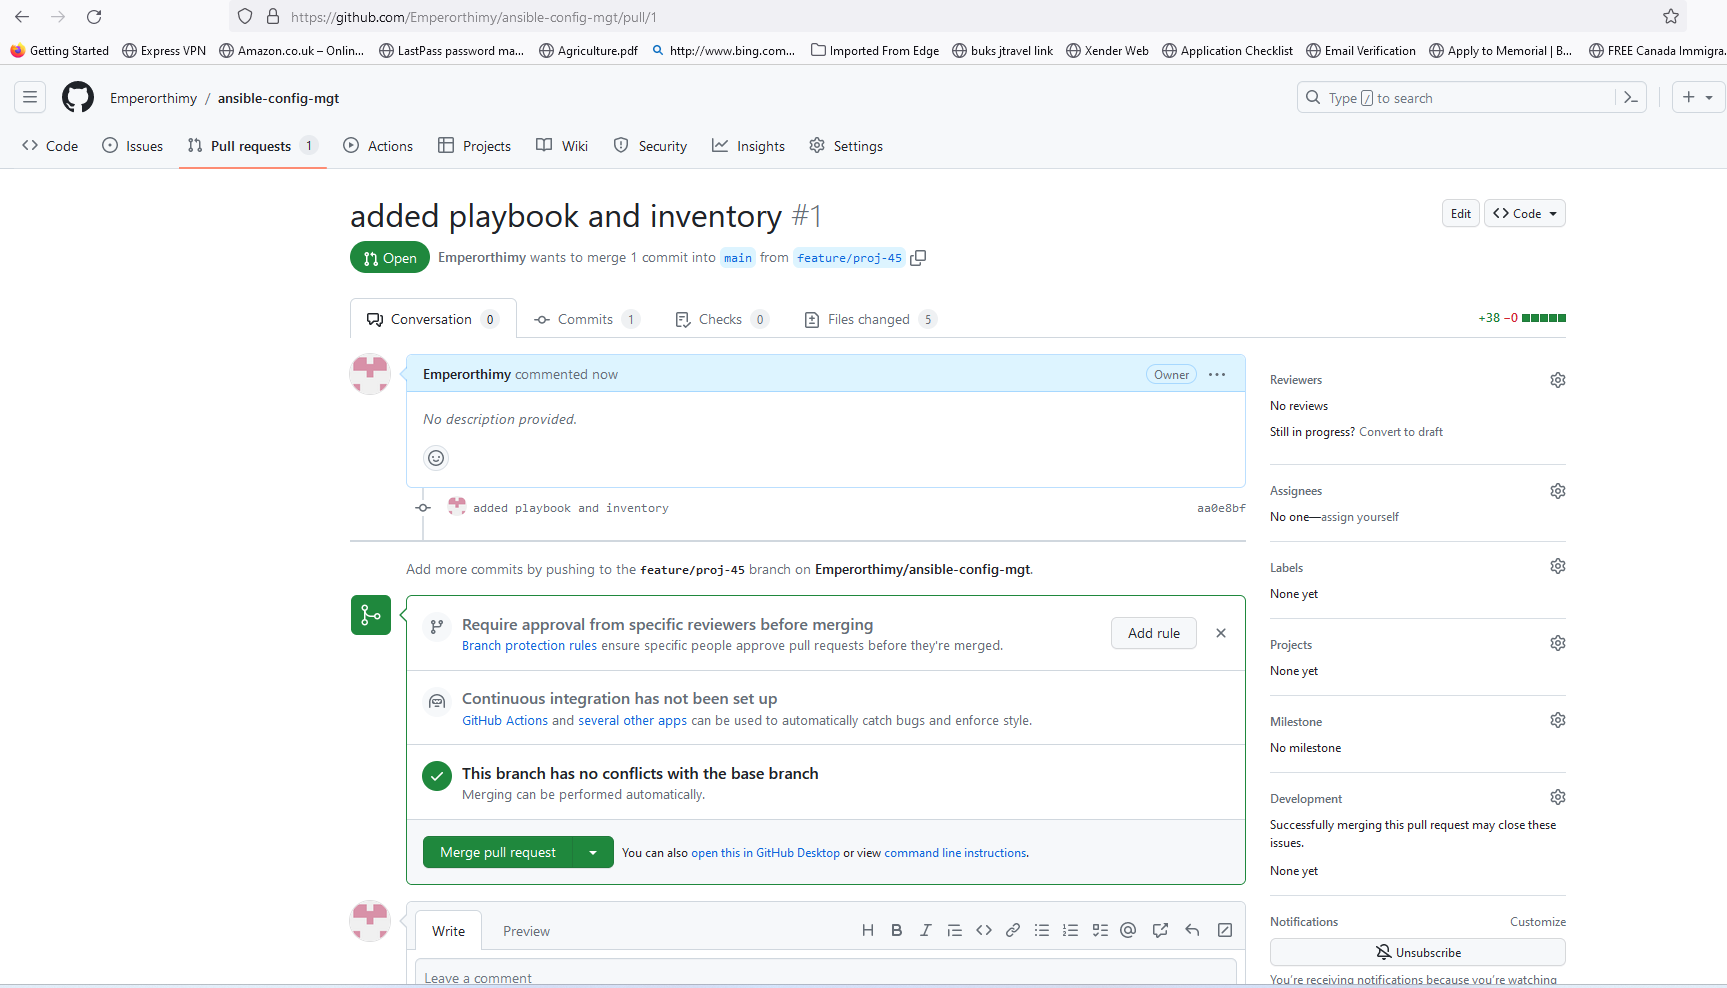 https://github.com/Emperorthimy/ansible-config-mgt/pull/1
Getting Started Express VPN Amazon.co.uk – Onlin... LastPass password ma... Agriculture.pdf http://www.bing.com... Imported From Edge buks jtravel link Xender Web Application Checklist Email Verification Apply to Memorial | B... FREE Canada Immigra.
Emperorthimy / ansible-config-mgt Type / to search
Code Issues Pull requests 1 Actions Projects Wiki Security Insights Settings
added playbook and inventory #1 Edit Code
Open Emperorthimy wants to merge 1 commit into main from feature/proj-45
Conversation 0 Commits 1 Checks 0 Files changed 5 +38 −0
Emperorthimy commented now Owner ···
No description provided.
added playbook and inventory aa0e8bf
Add more commits by pushing to the feature/proj-45 branch on Emperorthimy/ansible-config-mgt.
Require approval from specific reviewers before merging
Branch protection rules ensure specific people approve pull requests before they're merged.
Add rule
Continuous integration has not been set up
GitHub Actions and several other apps can be used to automatically catch bugs and enforce style.
This branch has no conflicts with the base branch
Merging can be performed automatically.
Merge pull request You can also open this in GitHub Desktop or view command line instructions.
Write Preview H B I
Leave a comment
Reviewers
No reviews
Still in progress? Convert to draft
Assignees
No one—assign yourself
Labels
None yet
Projects
None yet
Milestone
No milestone
Development
Successfully merging this pull request may close these
issues.
None yet
Notifications Customize
Unsubscribe
You're receiving notifications because you're watching